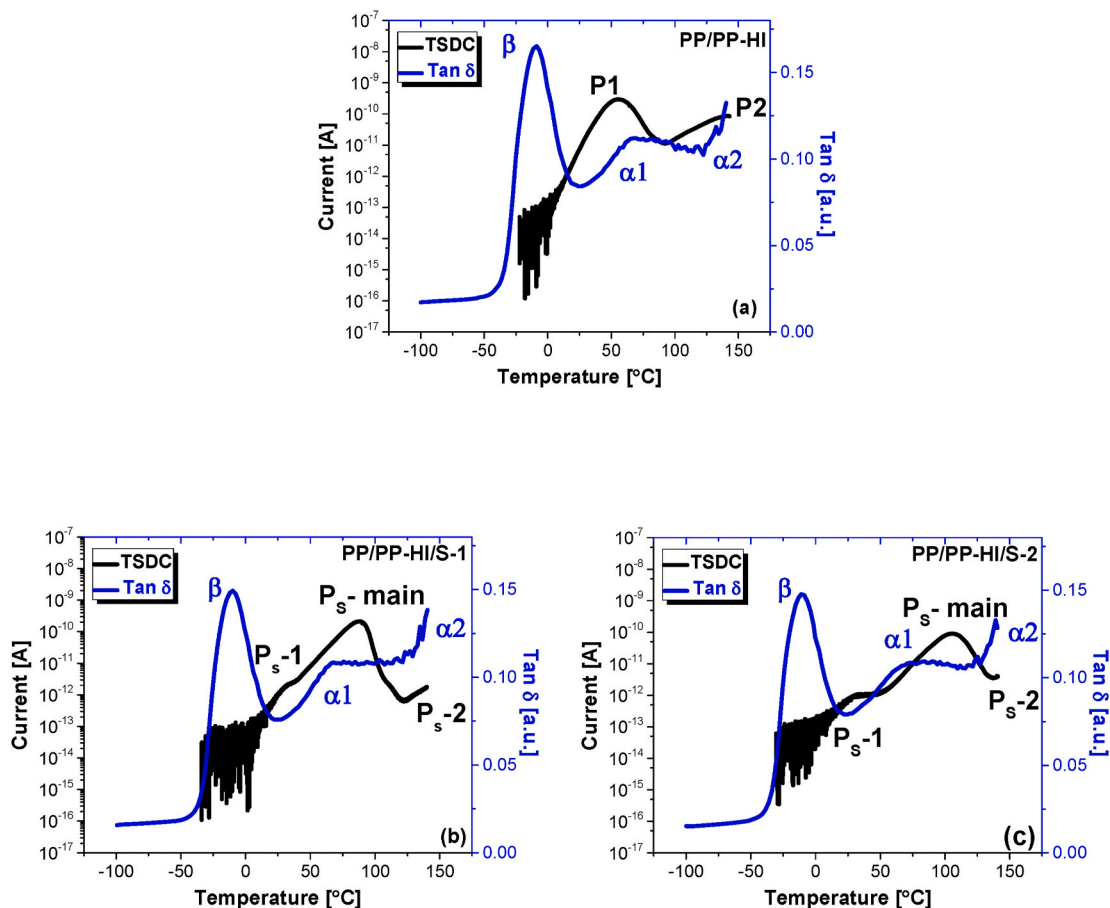 PP/PP-HI
TSDC
Tan δ
β
P1
P2
α1
α2
(a)
Current [A]
10⁻⁷
10⁻⁸
10⁻⁹
10⁻¹⁰
10⁻¹¹
10⁻¹²
10⁻¹³
10⁻¹⁴
10⁻¹⁵
10⁻¹⁶
10⁻¹⁷
0.15
0.10
0.05
0.00
Tan δ [a.u.]
-100 -50 0 50 100 150
Temperature [°C]
PP/PP-HI/S-1
TSDC
Tan δ
β
Pₛ- main
Pₛ-1
α2
α1
Pₛ-2
(b)
Current [A]
10⁻⁷
10⁻⁸
10⁻⁹
10⁻¹⁰
10⁻¹¹
10⁻¹²
10⁻¹³
10⁻¹⁴
10⁻¹⁵
10⁻¹⁶
10⁻¹⁷
0.15
0.10
0.05
0.00
Tan δ [a.u.]
-100 -50 0 50 100 150
Temperature [°C]
PP/PP-HI/S-2
TSDC
Tan δ
β
Pₛ- main
α1
α2
Pₛ-2
Pₛ-1
(c)
Current [A]
10⁻⁷
10⁻⁸
10⁻⁹
10⁻¹⁰
10⁻¹¹
10⁻¹²
10⁻¹³
10⁻¹⁴
10⁻¹⁵
10⁻¹⁶
10⁻¹⁷
0.15
0.10
0.05
0.00
Tan δ [a.u.]
-100 -50 0 50 100 150
Temperature [°C]